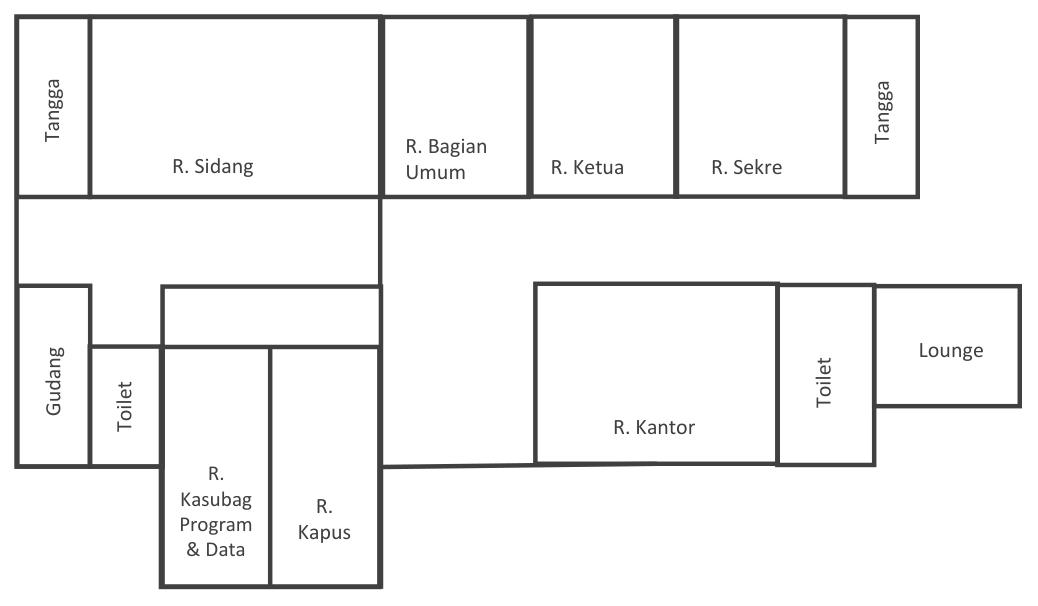 Tangga
R. Sidang
R. Bagian
Umum
R. Ketua
R. Sekre
Tangga
Gudang
Toilet
R.
Kasubag
Program
& Data
R.
Kapus
R. Kantor
Toilet
Lounge